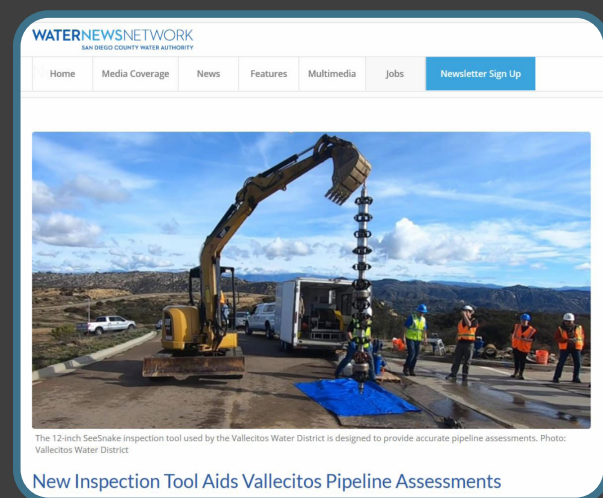 WATERNEWSNETWORK
SAN DIEGO COUNTY WATER AUTHORITY
Home Media Coverage News Features Multimedia Jobs Newsletter Sign Up
The 12-inch SeeSnake inspection tool used by the Vallecitos Water District is designed to provide accurate pipeline assessments. Photo:
Vallecitos Water District
New Inspection Tool Aids Vallecitos Pipeline Assessments